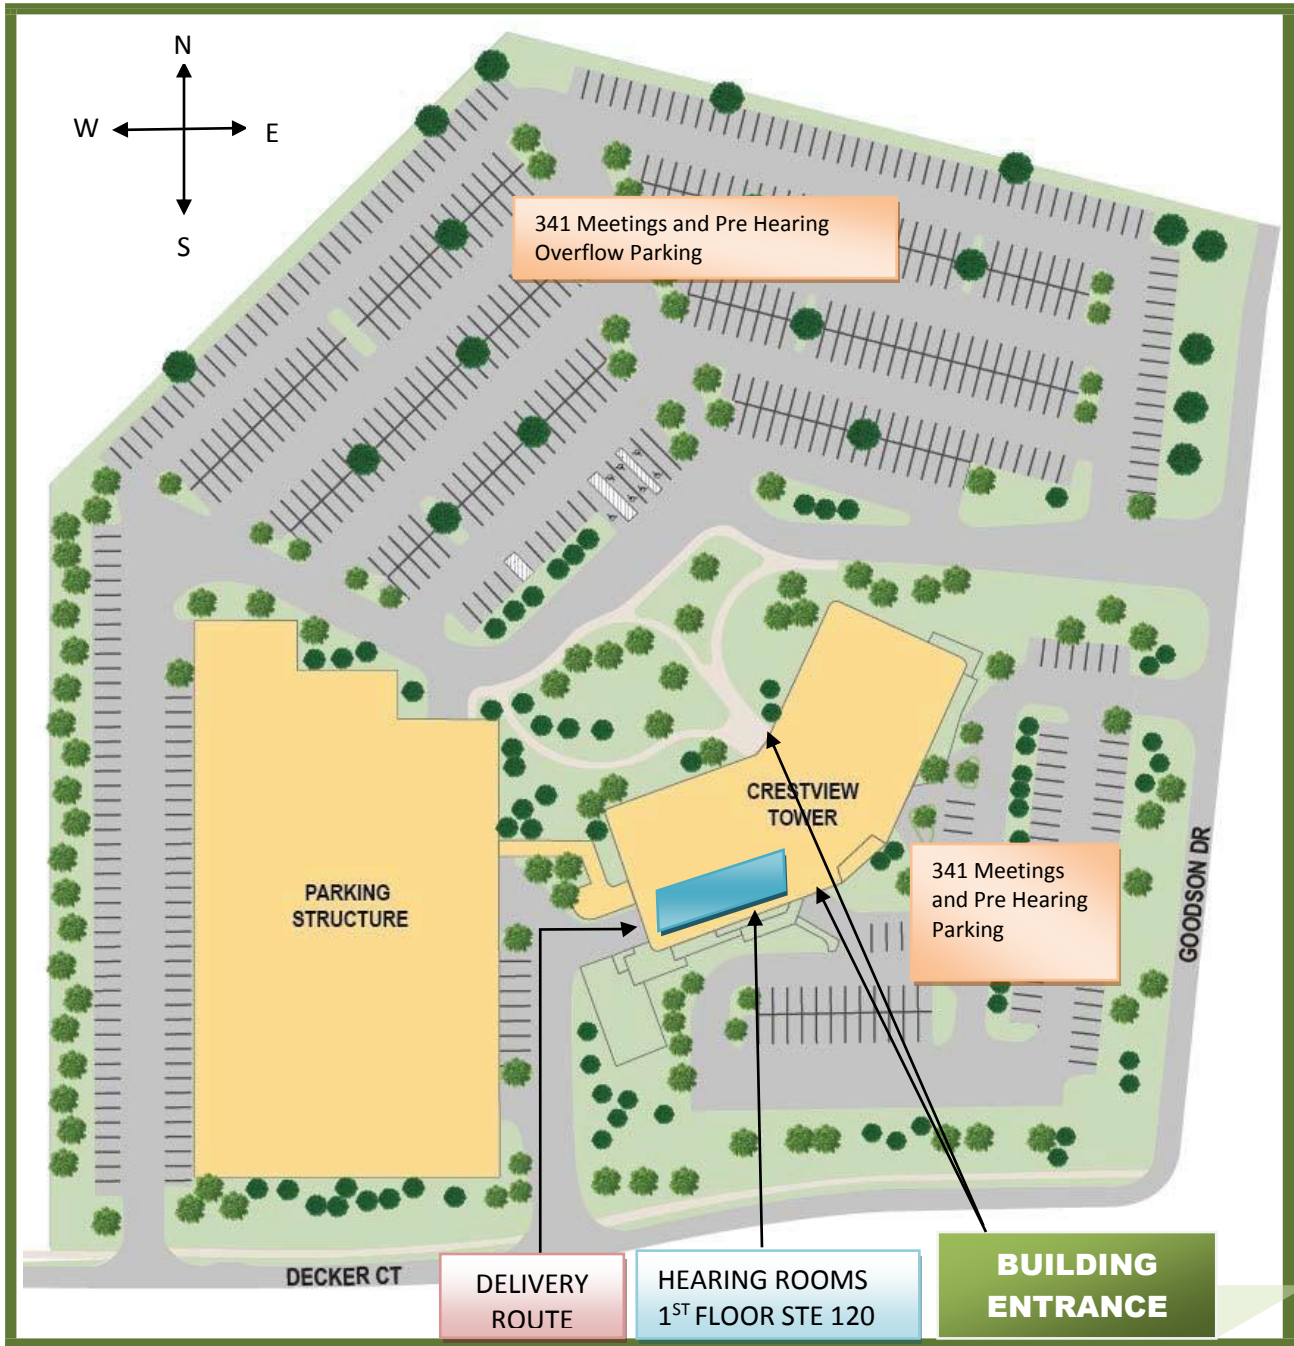 N
W
E
S
341 Meetings and Pre Hearing
Overflow Parking
CRESTVIEW
TOWER
PARKING
STRUCTURE
341 Meetings
and Pre Hearing
Parking
GOODSON DR
DECKER CT
DELIVERY
ROUTE
HEARING ROOMS
1ST FLOOR STE 120
BUILDING
ENTRANCE